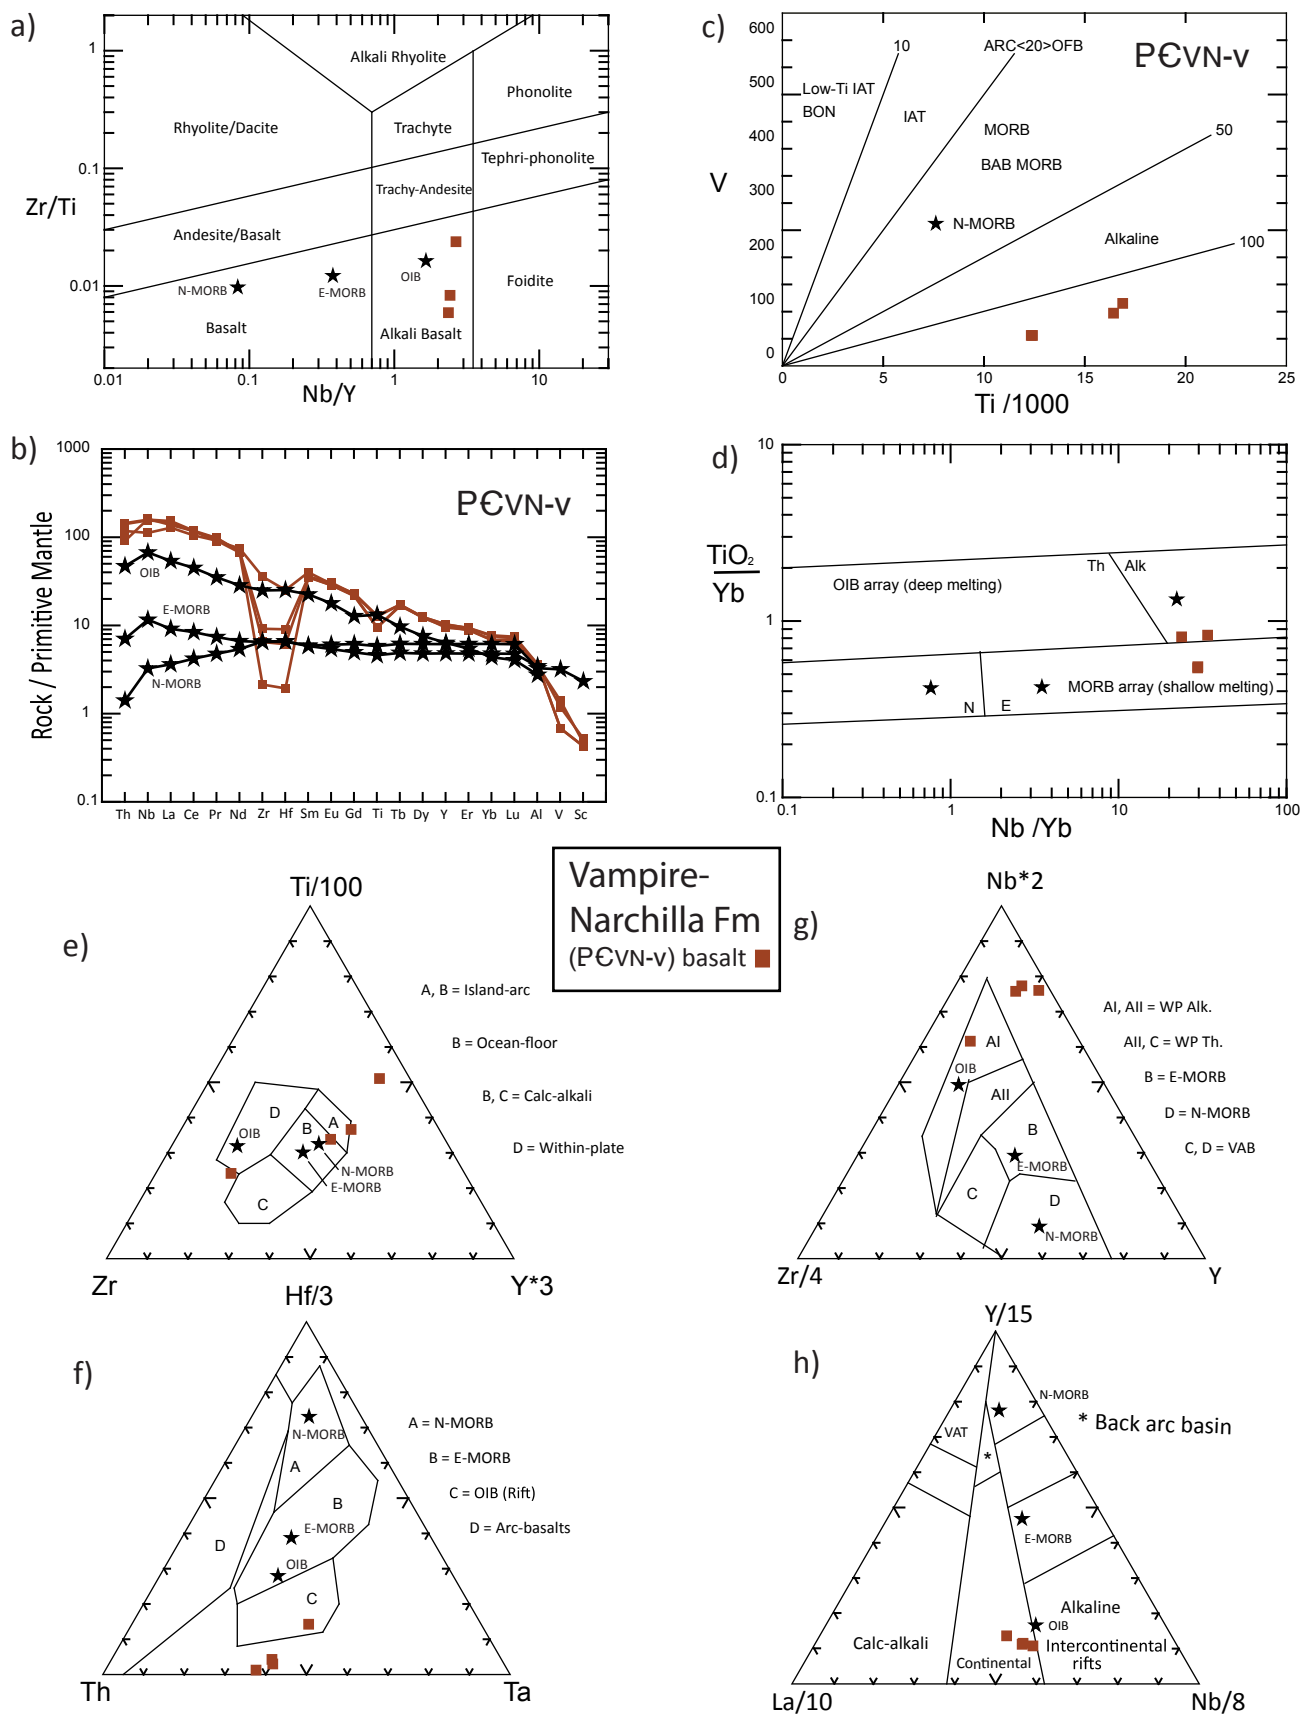 a)
Zr/Ti
1
0.1
0.01
Alkali Rhyolite
Phonolite
Rhyolite/Dacite
Trachyte
Tephri-phonolite
Trachy-Andesite
Andesite/Basalt
N-MORB
E-MORB
OIB
Foidite
Basalt
Alkali Basalt
0.01 0.1 1 10
Nb/Y
c)
PЄVN-v
V
600
500
400
300
200
100
0
10
ARC<20>OFB
Low-Ti IAT
BON
IAT
MORB
BAB MORB
50
N-MORB
Alkaline
100
0 5 10 15 20 25
Ti /1000
b)
PЄVN-v
Rock / Primitive Mantle
1000
100
10
1
0.1
OIB
E-MORB
N-MORB
Th Nb La Ce Pr Nd Zr Hf Sm Eu Gd Ti Tb Dy Y Er Yb Lu Al V Sc
d)
TiO2
Yb
10
1
0.1
OIB array (deep melting)
Th Alk
MORB array (shallow melting)
N E
0.1 1 10 100
Nb /Yb
Vampire-
Narchilla Fm
(PЄVN-v) basalt
e)
Ti/100
A, B = Island-arc
B = Ocean-floor
B, C = Calc-alkali
D = Within-plate
D
B
A
OIB
N-MORB
E-MORB
C
Zr
Y*3
g)
Nb*2
AI, AII = WP Alk.
AII, C = WP Th.
B = E-MORB
D = N-MORB
C, D = VAB
AI
OIB
AII
B
E-MORB
C
D
N-MORB
Zr/4
Y
f)
Hf/3
A = N-MORB
B = E-MORB
C = OIB (Rift)
D = Arc-basalts
N-MORB
A
B
E-MORB
D
OIB
C
Th
Ta
h)
Y/15
N-MORB
* Back arc basin
VAT
*
E-MORB
Alkaline
OIB
Calc-alkali
Intercontinental
rifts
Continental
La/10
Nb/8